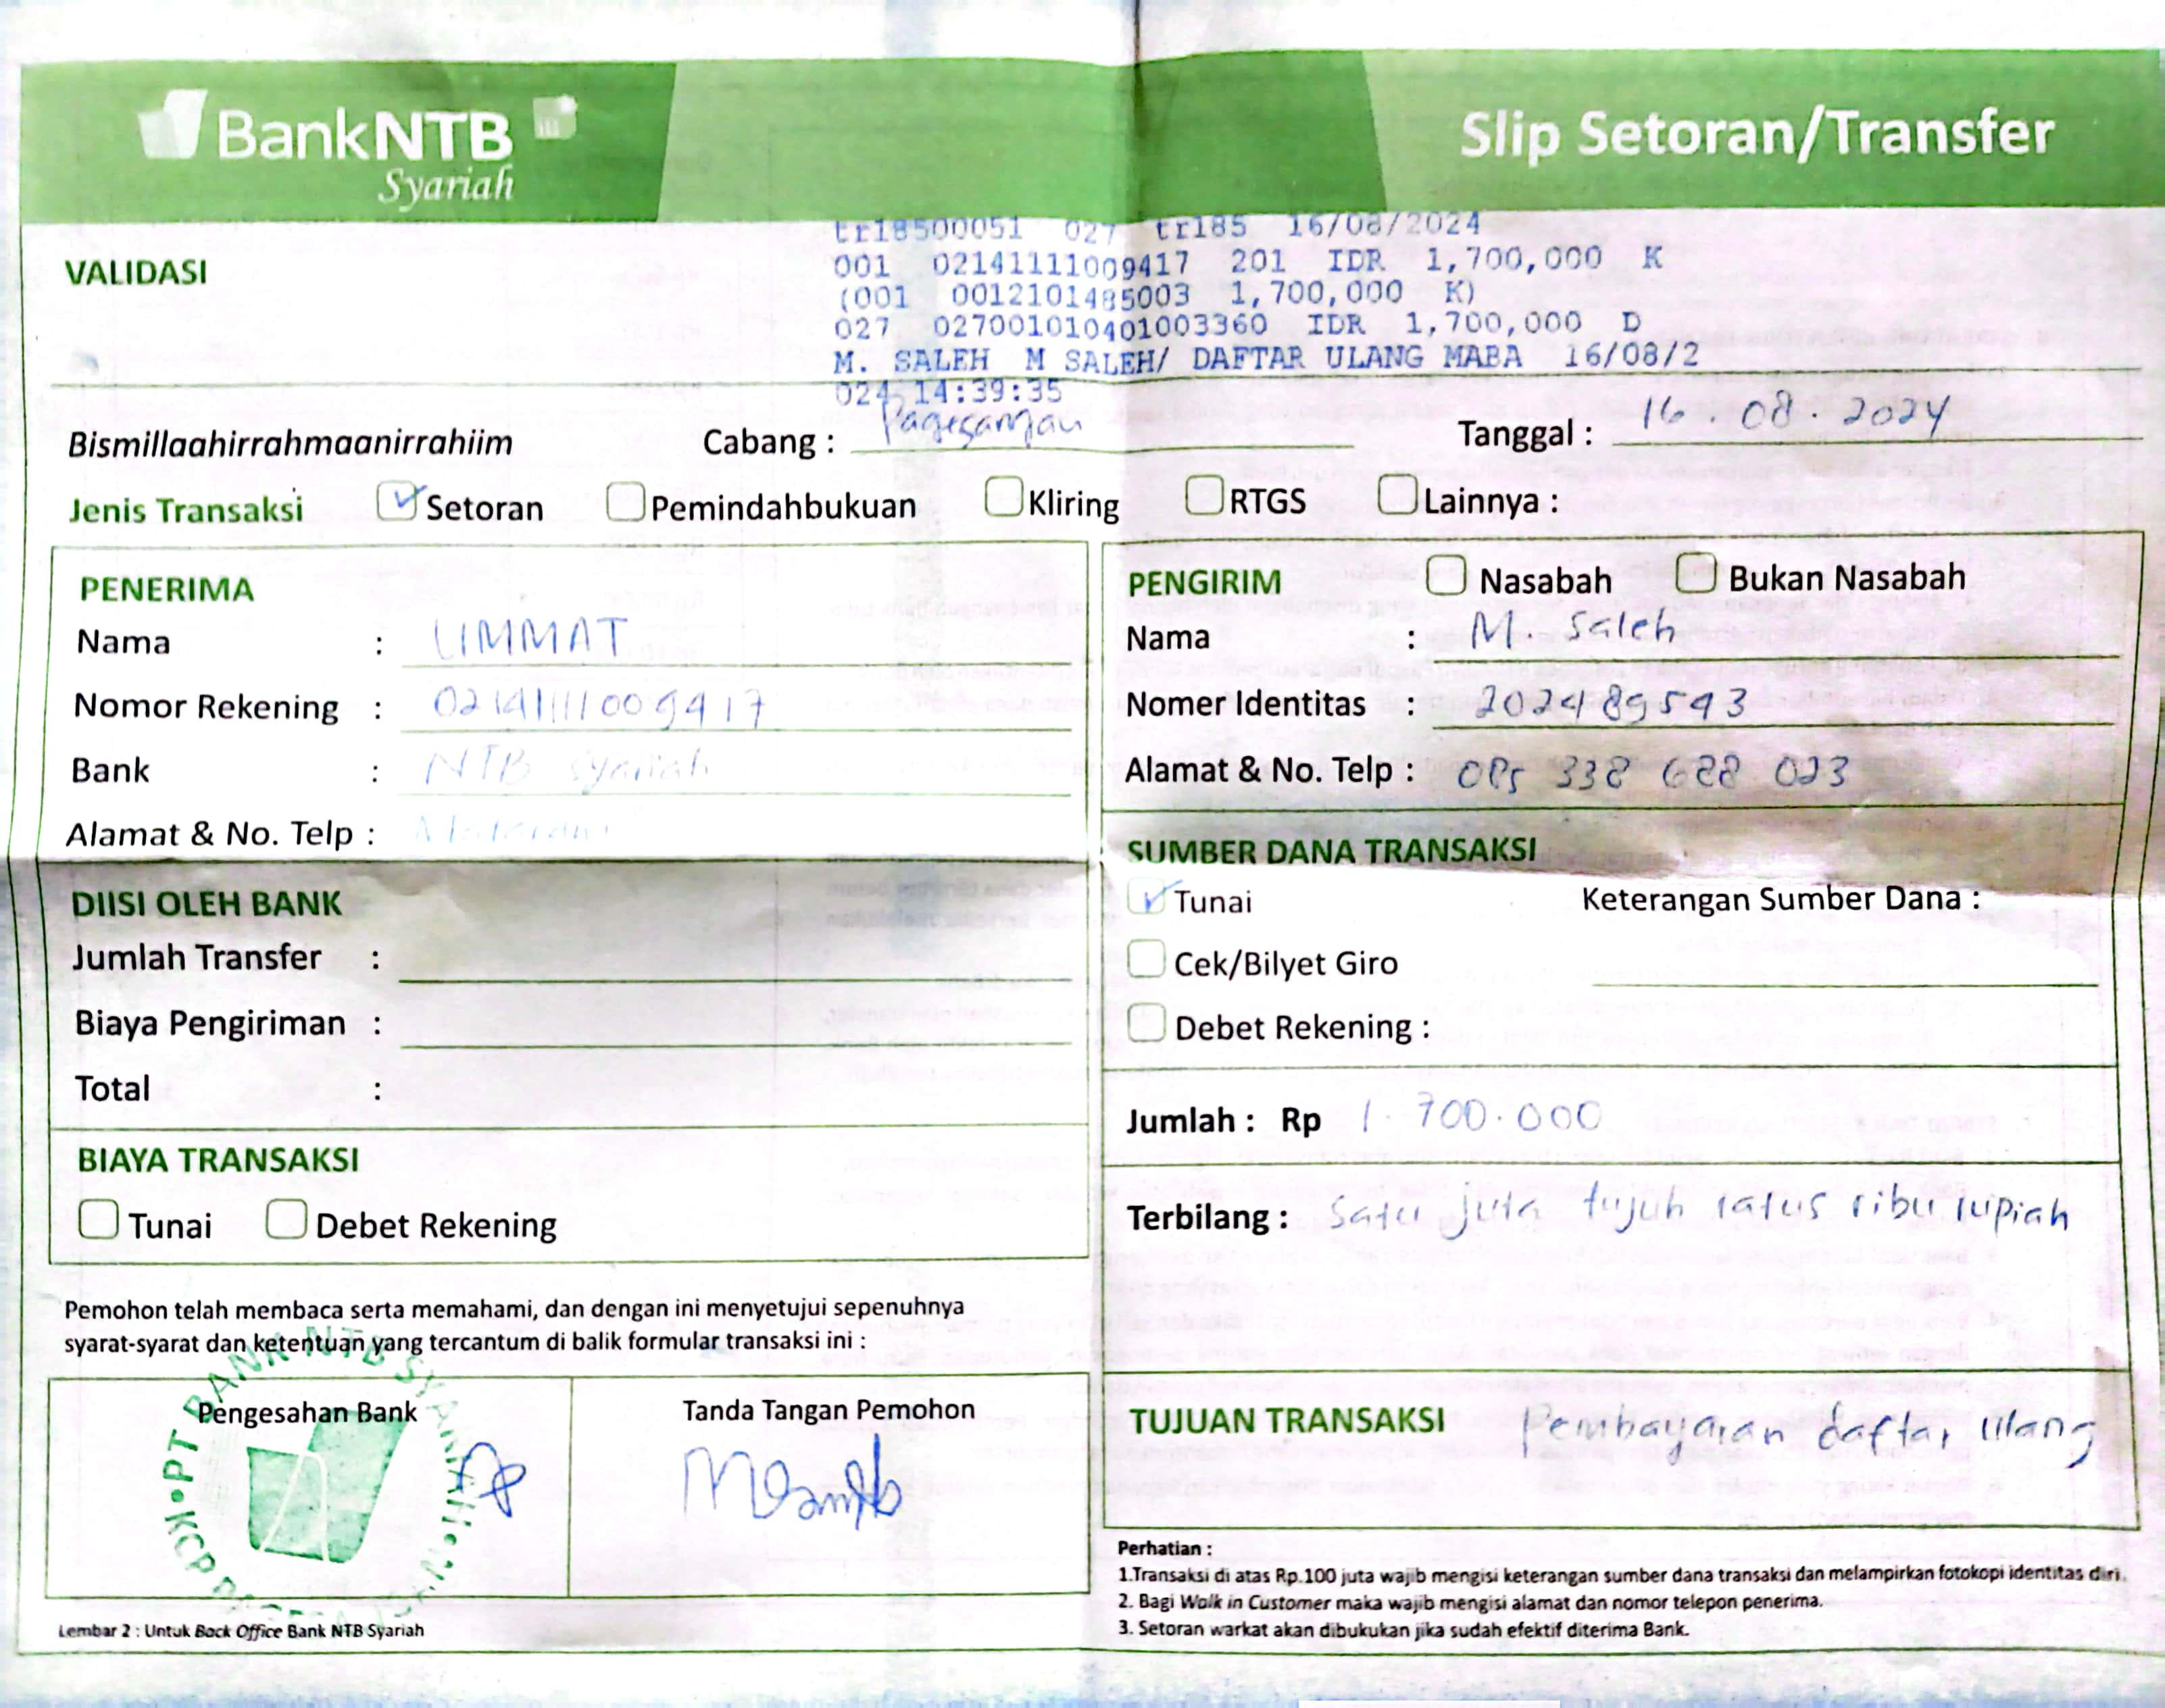 BankNTB
Syariah
Slip Setoran/Transfer
tr18500051 027 tr185 16/08/2024
VALIDASI
001 02141111009417 201 IDR 1,700,000 K
(001 0012101485003 1,700,000 K)
027 027001010401003360 IDR 1,700,000 D
M. SALEH M SALEH/ DAFTAR ULANG MABA 16/08/2
024 14:39:35
Bismillaahirrahmaanirrahiim Cabang : Pagesangan Tanggal : 16.08.2024
Jenis Transaksi Setoran Pemindahbukuan Kliring RTGS Lainnya :
PENERIMA
Nama : UMMAT
Nomor Rekening : 02141111009417
Bank : NTB Syariah
Alamat & No. Telp : Mataram
DIISI OLEH BANK
Jumlah Transfer :
Biaya Pengiriman :
Total :
BIAYA TRANSAKSI
Tunai Debet Rekening
PENGIRIM Nasabah Bukan Nasabah
Nama : M. Saleh
Nomer Identitas : 202489543
Alamat & No. Telp : 085 338 688 023
SUMBER DANA TRANSAKSI
Tunai Keterangan Sumber Dana :
Cek/Bilyet Giro
Debet Rekening :
Jumlah : Rp 1.700.000
Terbilang : Satu juta tujuh ratus ribu rupiah
TUJUAN TRANSAKSI Pembayaran daftar ulang
Pemohon telah membaca serta memahami, dan dengan ini menyetujui sepenuhnya
syarat-syarat dan ketentuan yang tercantum di balik formular transaksi ini :
Pengesahan Bank Tanda Tangan Pemohon
PT BANK NTB SYARIAH
KCP
Lembar 2 : Untuk Back Office Bank NTB Syariah
Perhatian :
1.Transaksi di atas Rp.100 juta wajib mengisi keterangan sumber dana transaksi dan melampirkan fotokopi identitas diri.
2. Bagi Walk in Customer maka wajib mengisi alamat dan nomor telepon penerima.
3. Setoran warkat akan dibukukan jika sudah efektif diterima Bank.